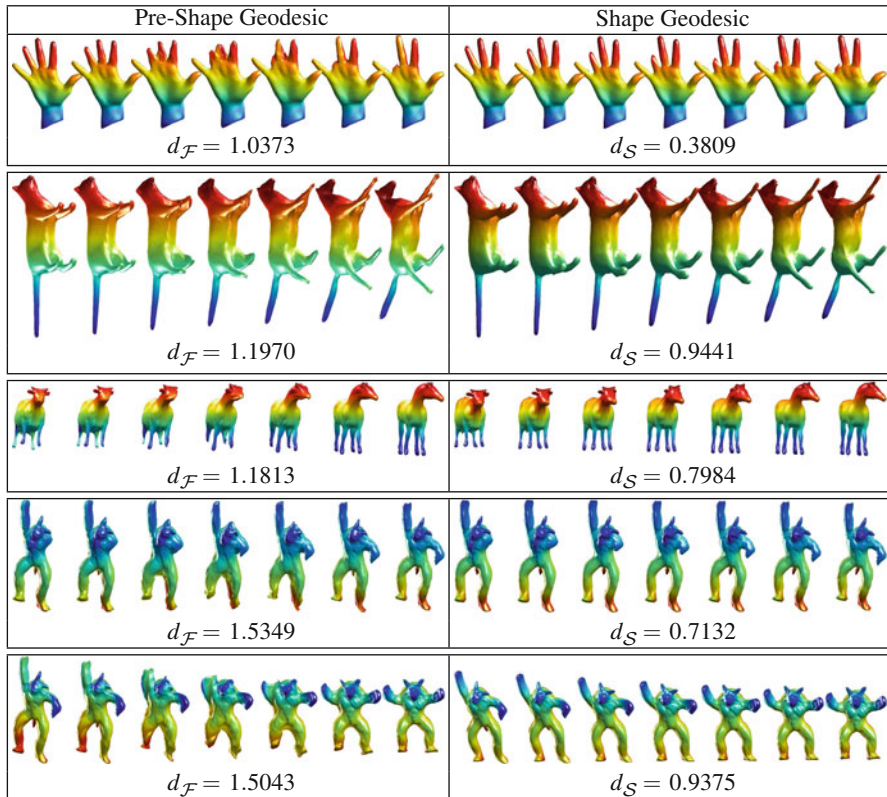 Pre-Shape Geodesic Shape Geodesic
d_F = 1.0373 d_S = 0.3809
d_F = 1.1970 d_S = 0.9441
d_F = 1.1813 d_S = 0.7984
d_F = 1.5349 d_S = 0.7132
d_F = 1.5043 d_S = 0.9375